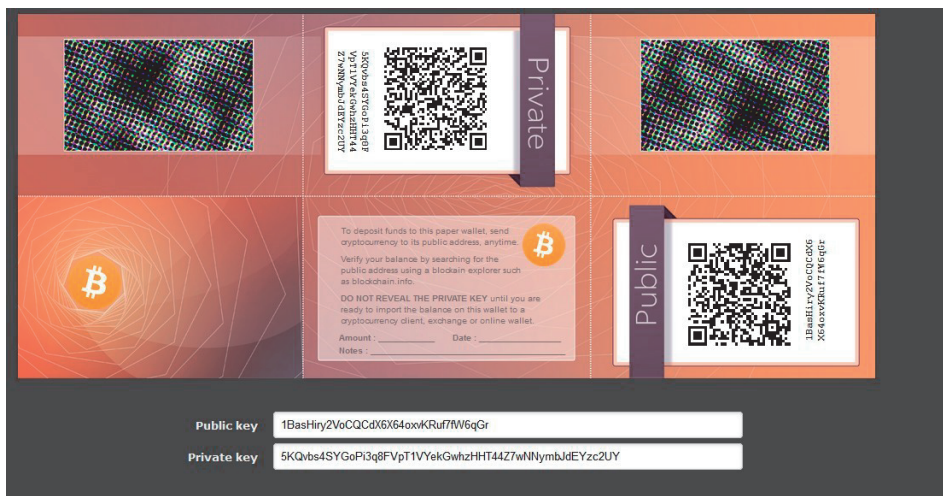 5KQvbs4SYGoPi3q8F
VpT1VYekGwhzHHT44
Z7wNNymbJdEYzc2UY
Private
To deposit funds to this paper wallet, send
cryptocurrency to its public address, anytime.
Verify your balance by searching for the
public address using a blockain explorer such
as blockchain.info.
DO NOT REVEAL THE PRIVATE KEY until you are
ready to import the balance on this wallet to a
cryptocurrency client, exchange or online wallet.
Amount : __________ Date : __________
Notes : __________
Public
1BasHiry2VoCQCdX6
X64oxvKRuf7fW6qGr
Public key 1BasHiry2VoCQCdX6X64oxvKRuf7fW6qGr
Private key 5KQvbs4SYGoPi3q8FVpT1VYekGwhzHHT44Z7wNNymbJdEYzc2UY